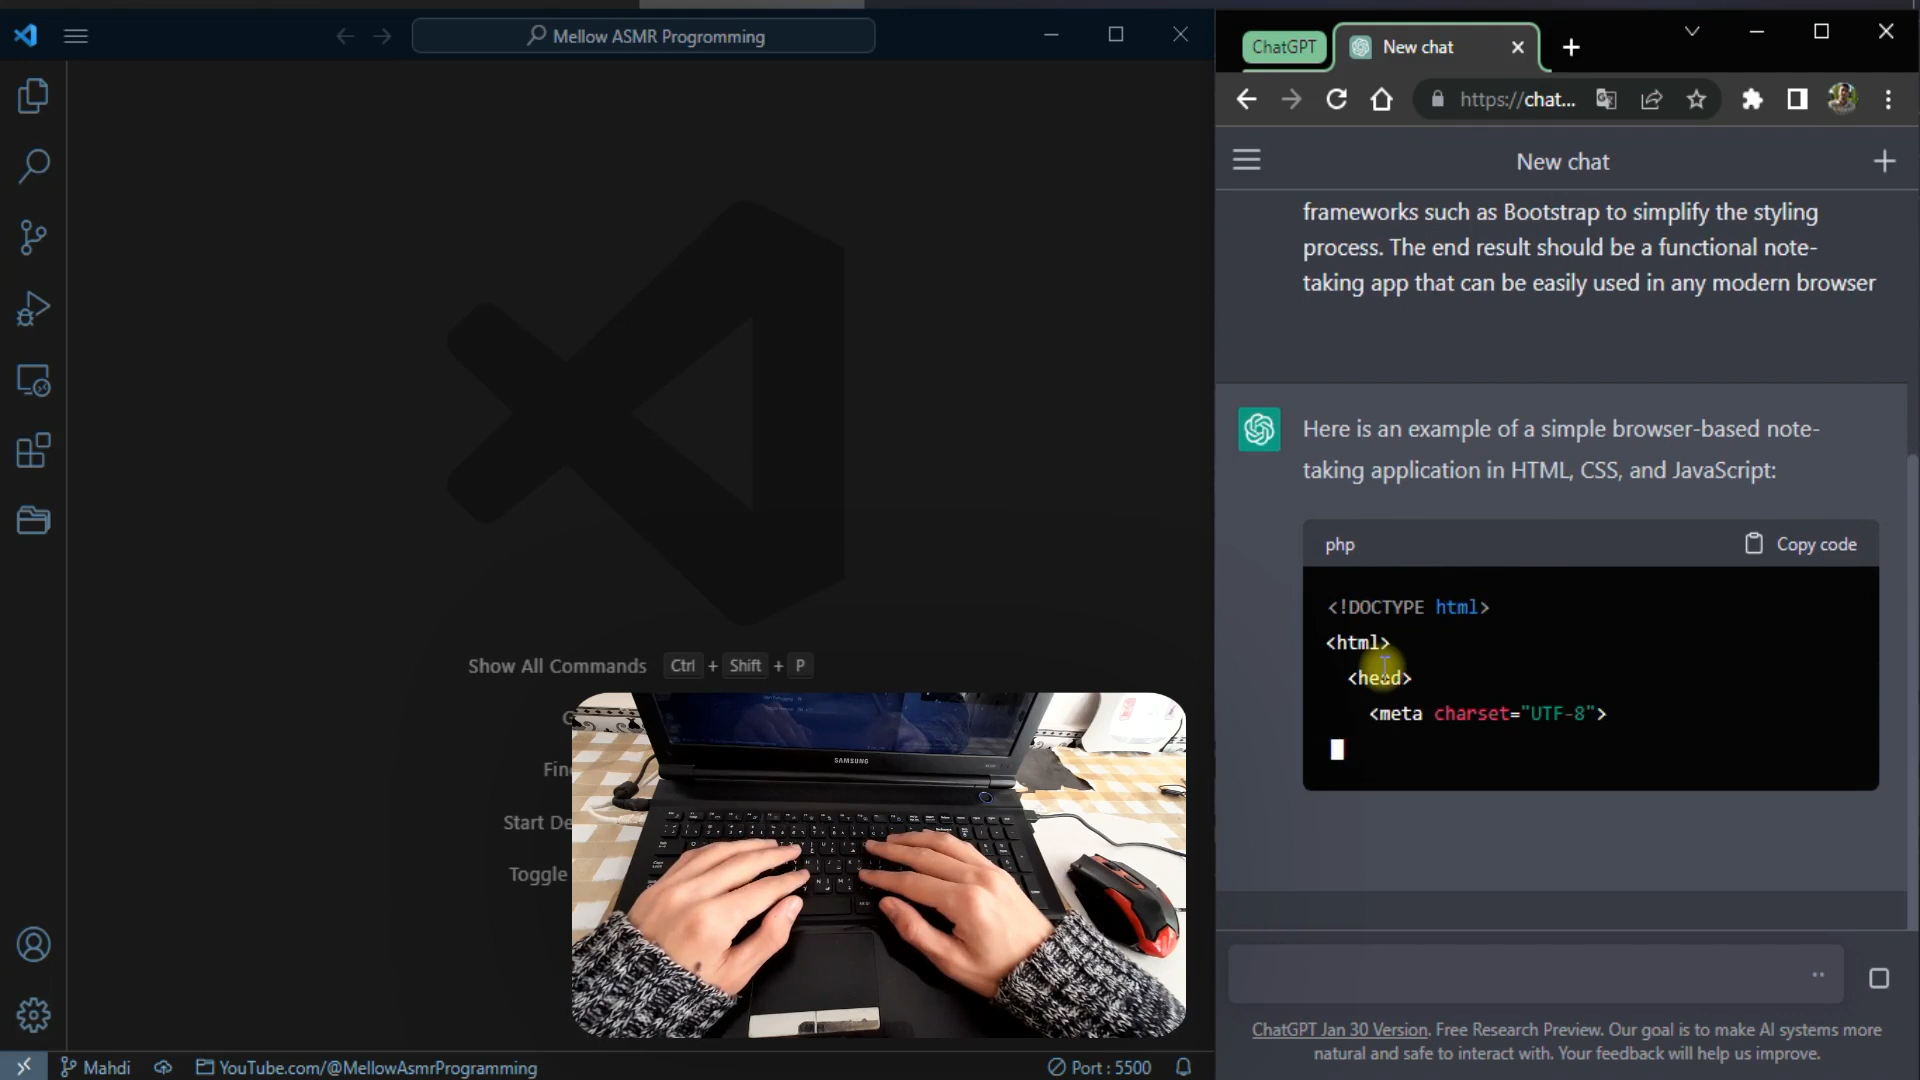 Mellow ASMR Progromming
Show All Commands Ctrl + Shift + P
Start De
Toggle
SAMSUNG
Mahdi
YouTube.com/@MellowAsmrProgramming
Port : 5500
ChatGPT
New chat
https://chat...
New chat
frameworks such as Bootstrap to simplify the styling
process. The end result should be a functional note-
taking app that can be easily used in any modern browser
Here is an example of a simple browser-based note-
taking application in HTML, CSS, and JavaScript:
php
Copy code
<!DOCTYPE html>
<html>
<head>
<meta charset="UTF-8">
ChatGPT Jan 30 Version. Free Research Preview. Our goal is to make AI systems more
natural and safe to interact with. Your feedback will help us improve.